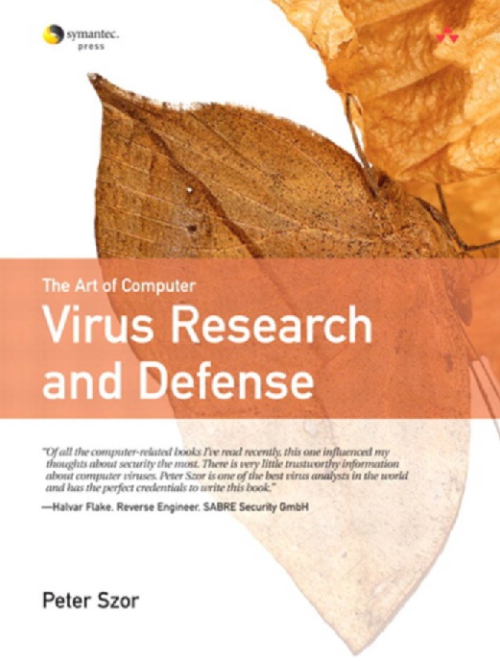 symantec.
press
The Art of Computer
Virus Research
and Defense
"Of all the computer-related books I've read recently, this one influenced my
thoughts about security the most. There is very little trustworthy information
about computer viruses. Peter Szor is one of the best virus analysts in the world
and has the perfect credentials to write this book."
—Halvar Flake, Reverse Engineer, SABRE Security GmbH
Peter Szor